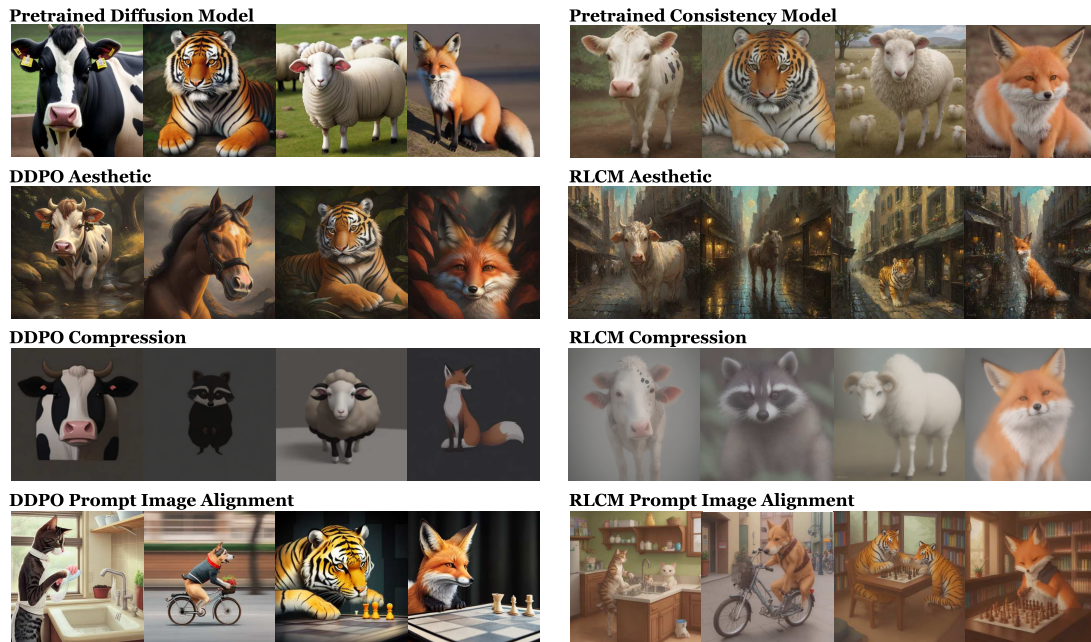 Pretrained Diffusion Model
Pretrained Consistency Model
DDPO Aesthetic
RLCM Aesthetic
DDPO Compression
RLCM Compression
DDPO Prompt Image Alignment
RLCM Prompt Image Alignment